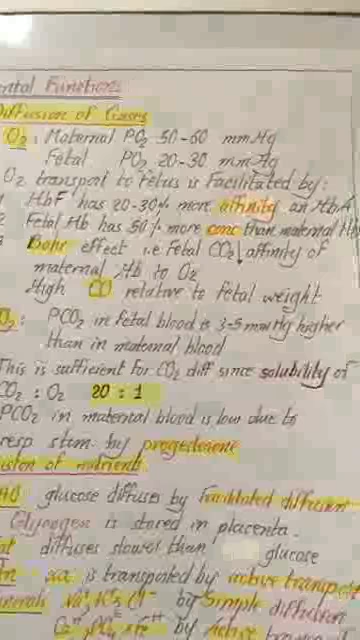 ental Functions
Diffusion of Gases
O₂: Maternal PO₂ 50-60 mmHg
Fetal PO₂ 20-30 mmHg
O₂ transport to fetus is facilitated by:
HbF has 20-30% more affinity an HbA
2 Fetal Hb has 50% more conc than maternal Hb
3 Bohr effect i.e fetal CO₂↓ affinity of
maternal Hb to O₂
High CO relative to fetal weight
O₂: PCO₂ in fetal blood is 3-5 mmHg higher
than in maternal blood
This is sufficient for CO₂ diff since solubility of
CO₂ : O₂ 20 : 1
PCO₂ in maternal blood is low due to
resp stim. by progesterone
usion of nutrients
glucose diffuses by Facilitated diffusion
Glycogen is stored in placenta.
at diffuses slower than glucose
is transported by active transport
inerals by Simple diffusion
by Active